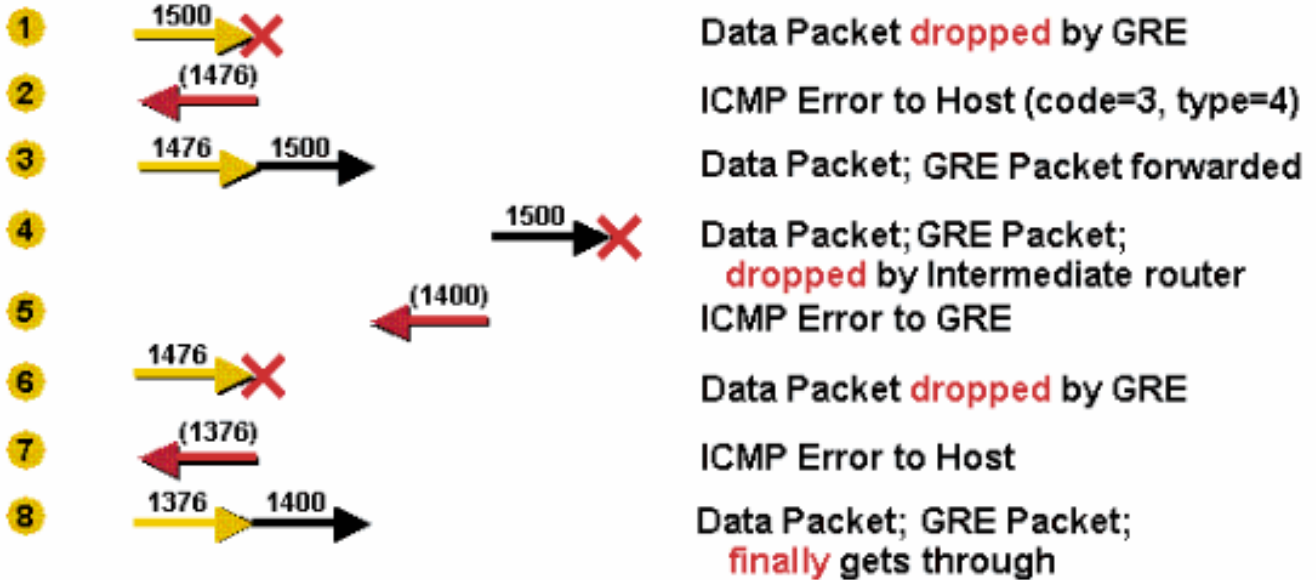 1 1500 Data Packet dropped by GRE
2 (1476) ICMP Error to Host (code=3, type=4)
3 1476 1500 Data Packet; GRE Packet forwarded
4 1500 Data Packet; GRE Packet;
dropped by Intermediate router
5 (1400) ICMP Error to GRE
6 1476 Data Packet dropped by GRE
7 (1376) ICMP Error to Host
8 1376 1400 Data Packet; GRE Packet;
finally gets through